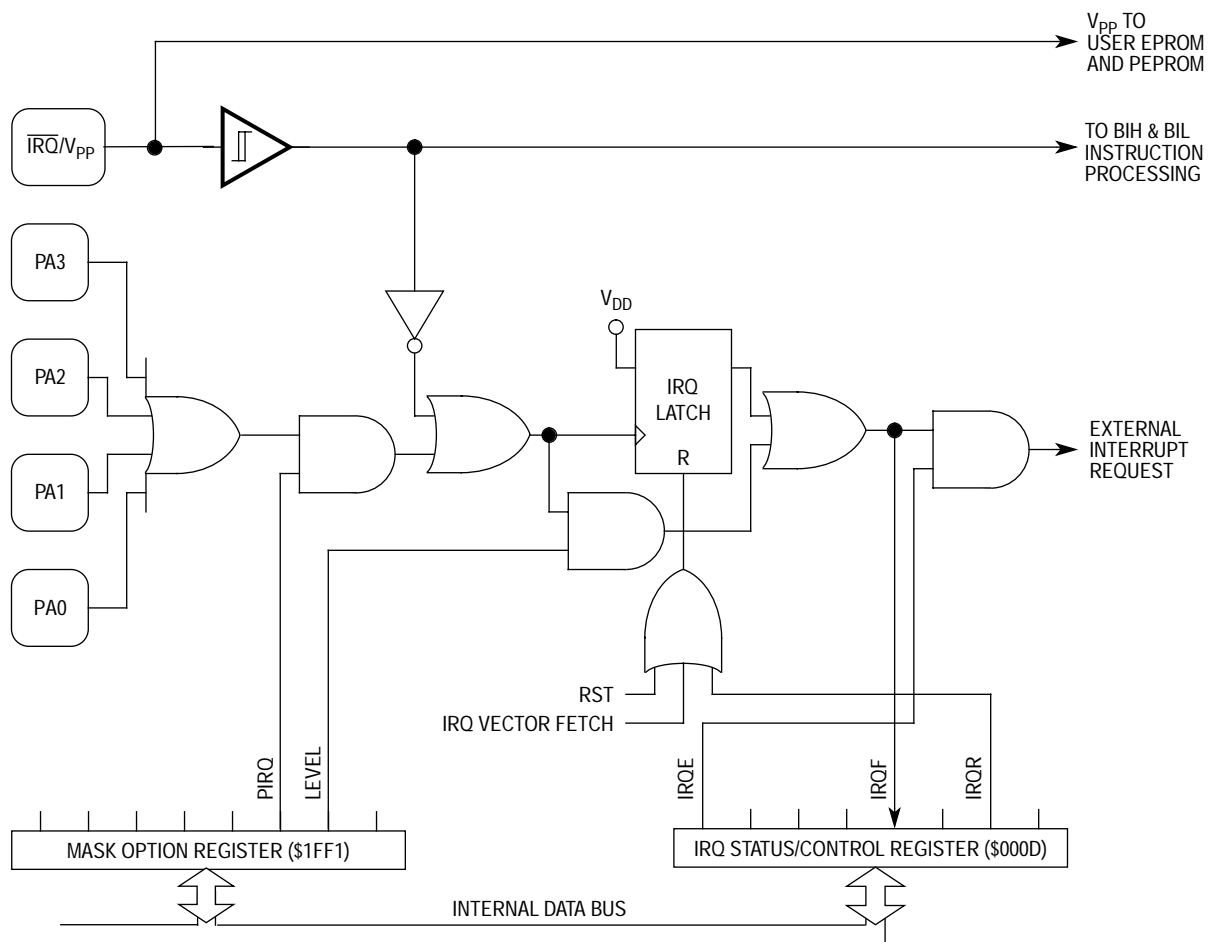 V_PP TO
USER EPROM
AND PEPROM
I̅R̅Q̅/V_PP
TO BIH & BIL
INSTRUCTION
PROCESSING
PA3
V_DD
PA2
IRQ
LATCH
R
EXTERNAL
INTERRUPT
REQUEST
PA1
PA0
RST
IRQ VECTOR FETCH
PIRQ
LEVEL
IRQE
IRQF
IRQR
MASK OPTION REGISTER ($1FF1)
IRQ STATUS/CONTROL REGISTER ($000D)
INTERNAL DATA BUS